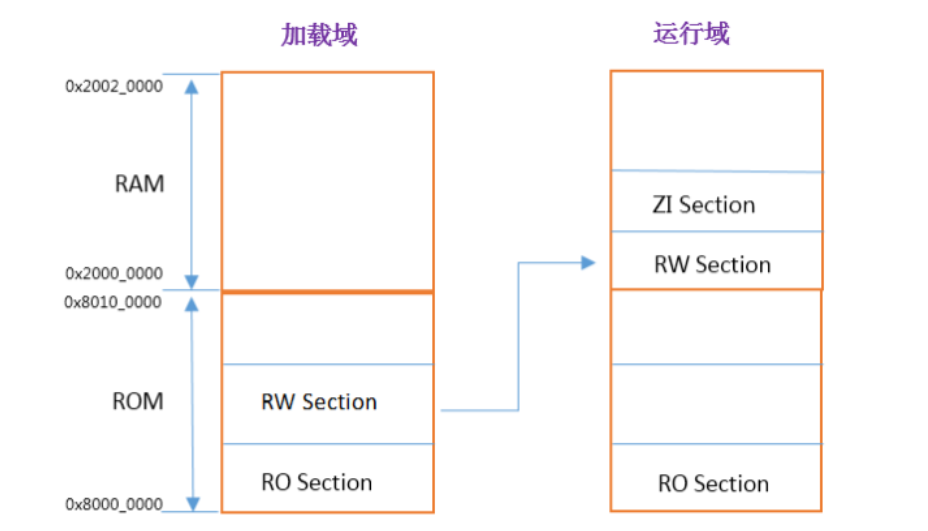 加载域
运行域
0x2002_0000
RAM
ZI Section
RW Section
0x2000_0000
0x8010_0000
ROM
RW Section
RO Section
RO Section
0x8000_0000